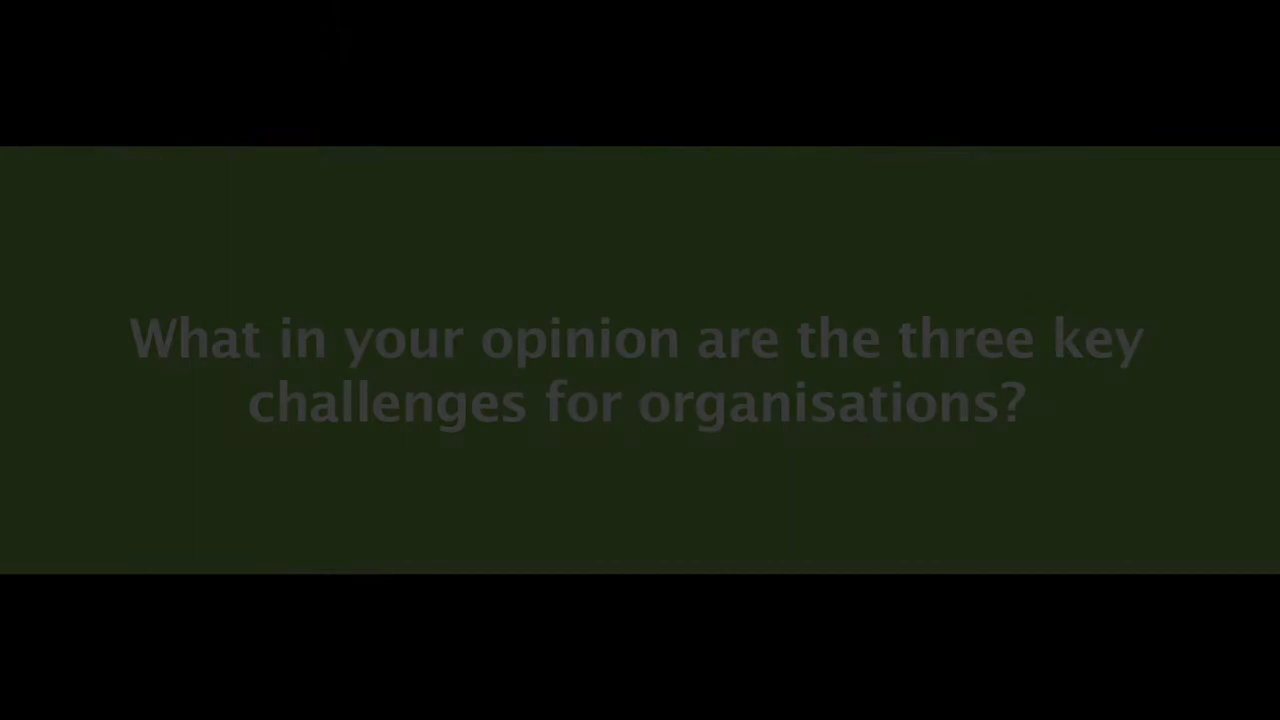 What in your opinion are the three key
challenges for organisations?